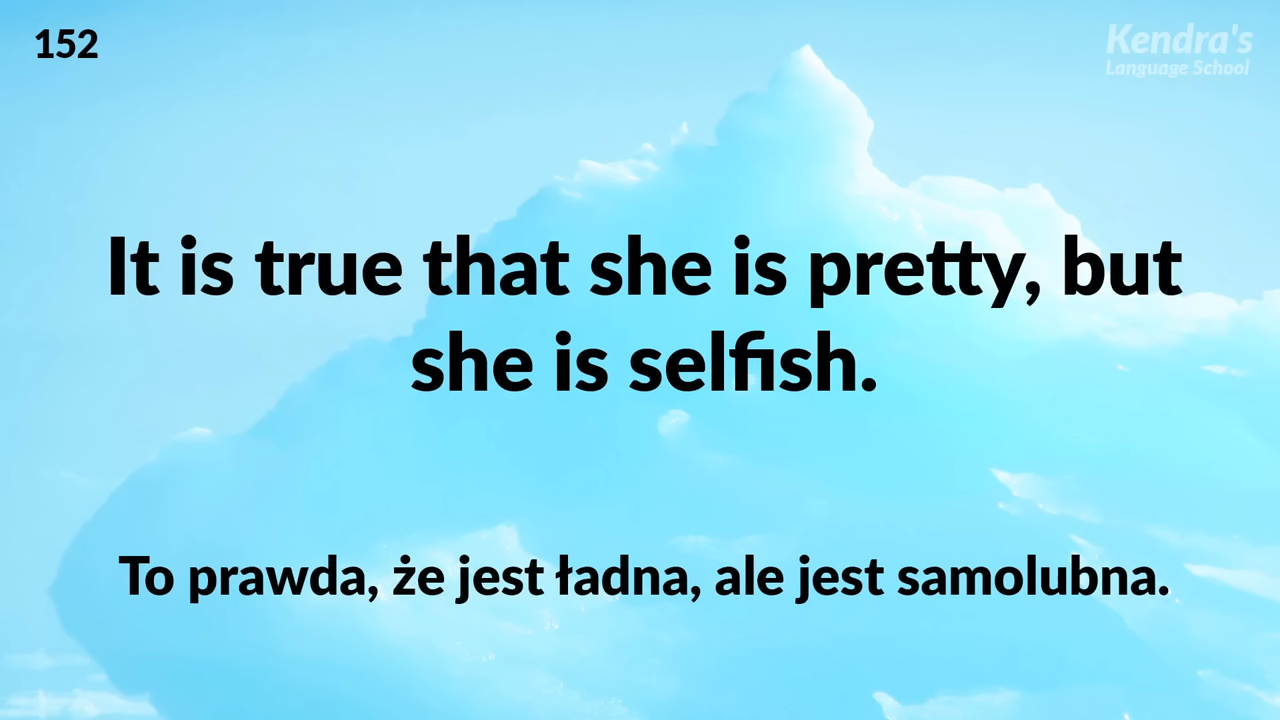 152
Kendra's
Language School
It is true that she is pretty, but
she is selfish.
To prawda, że jest ładna, ale jest samolubna.